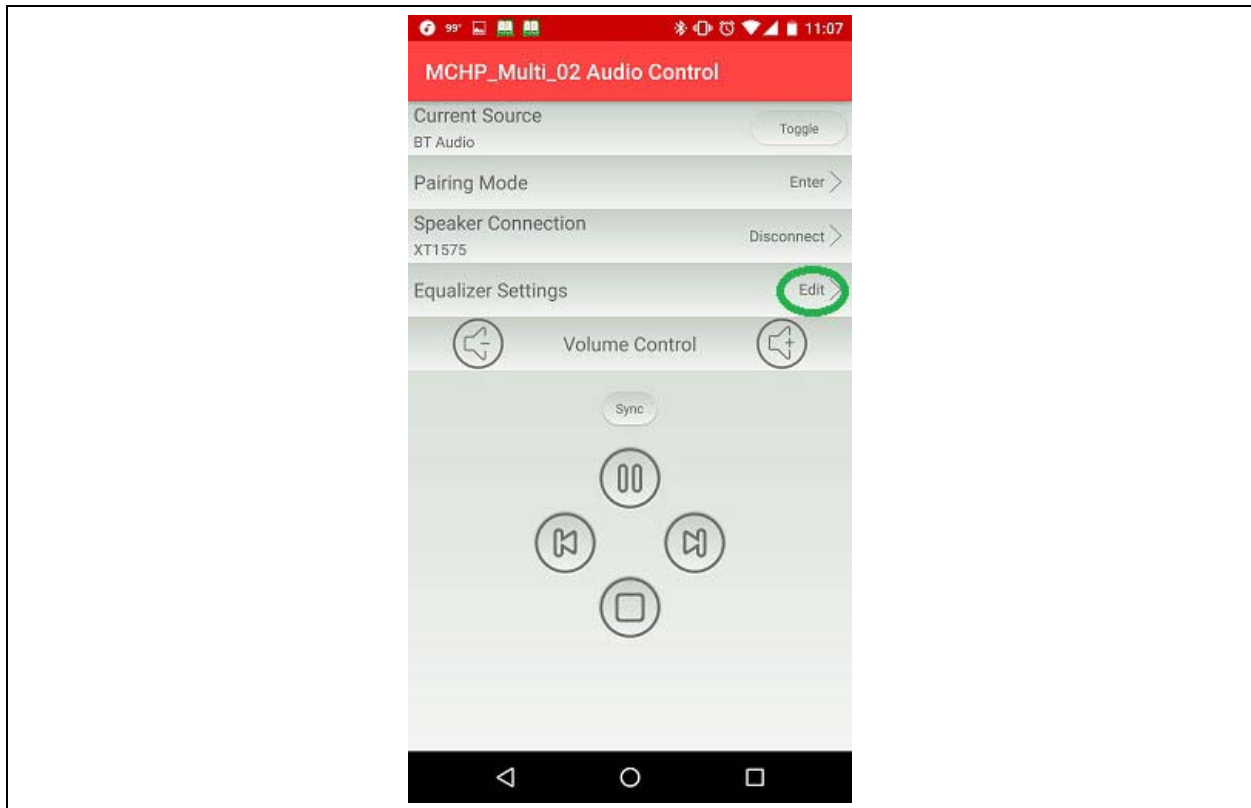 99° 11:07
MCHP_Multi_02 Audio Control
Current Source
BT Audio
Toggle
Pairing Mode Enter
Speaker Connection
XT1575
Disconnect
Equalizer Settings Edit
Volume Control
Sync